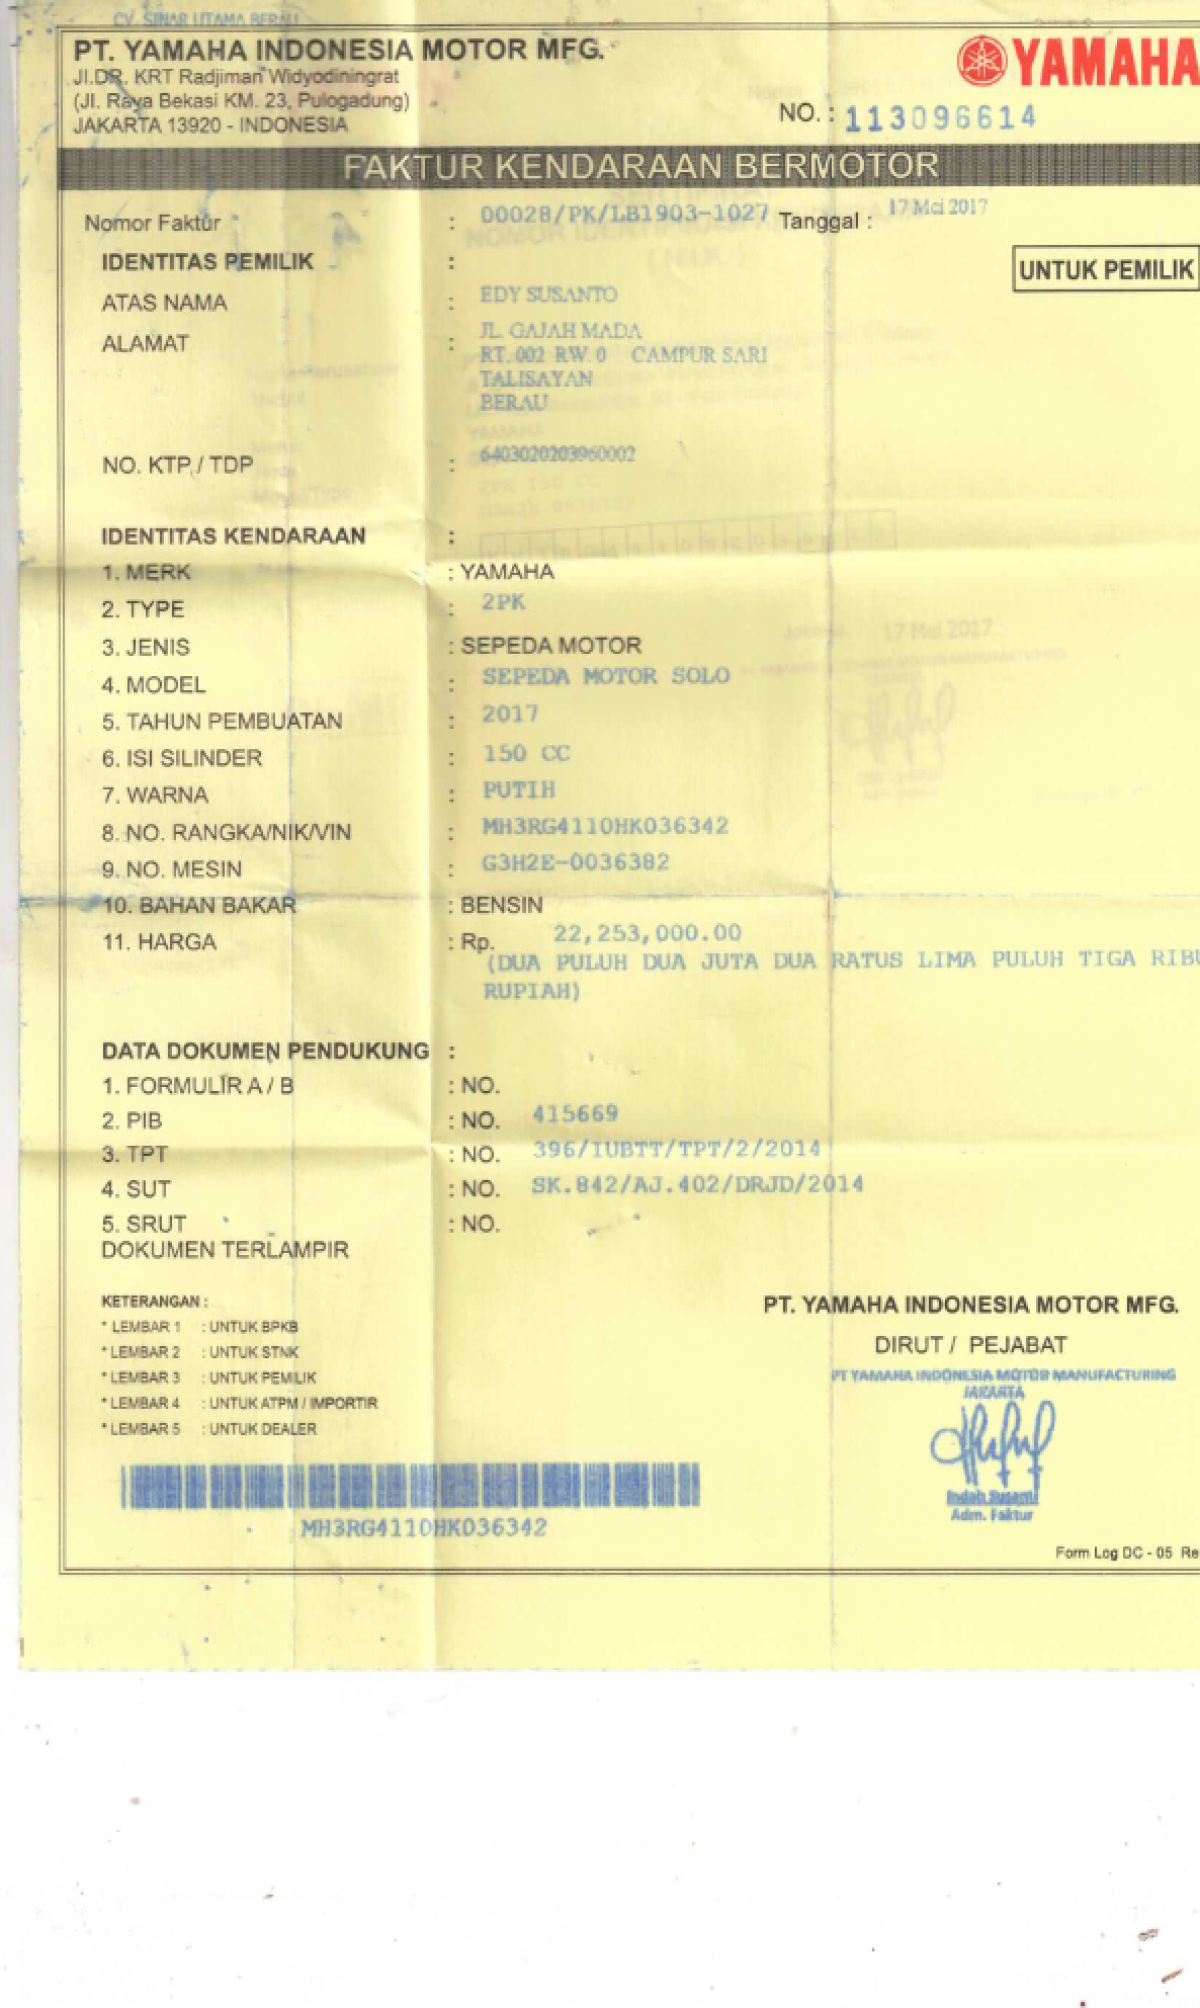 CV. SINAR UTAMA BERAU
PT. YAMAHA INDONESIA MOTOR MFG.
Jl.DR. KRT Radjiman Widyodiningrat
(Jl. Raya Bekasi KM. 23, Pulogadung)
JAKARTA 13920 - INDONESIA
YAMAHA
NO. : 113096614
FAKTUR KENDARAAN BERMOTOR
Nomor Faktur : 00028/PK/LB1903-1027 Tanggal : 17 Mei 2017
IDENTITAS PEMILIK :
UNTUK PEMILIK
ATAS NAMA : EDY SUSANTO
ALAMAT : JL. GAJAH MADA
RT. 002 RW. 0 CAMPUR SARI
TALISAYAN
BERAU
NO. KTP / TDP : 6403020203960002
IDENTITAS KENDARAAN :
1. MERK : YAMAHA
2. TYPE : 2PK
3. JENIS : SEPEDA MOTOR
4. MODEL : SEPEDA MOTOR SOLO
5. TAHUN PEMBUATAN : 2017
6. ISI SILINDER : 150 CC
7. WARNA : PUTIH
8. NO. RANGKA/NIK/VIN : MH3RG4110HK036342
9. NO. MESIN : G3H2E-0036382
10. BAHAN BAKAR : BENSIN
11. HARGA : Rp. 22,253,000.00
(DUA PULUH DUA JUTA DUA RATUS LIMA PULUH TIGA RIBU
RUPIAH)
DATA DOKUMEN PENDUKUNG :
1. FORMULIR A / B : NO.
2. PIB : NO. 415669
3. TPT : NO. 396/IUBTT/TPT/2/2014
4. SUT : NO. SK.842/AJ.402/DRJD/2014
5. SRUT : NO.
DOKUMEN TERLAMPIR
KETERANGAN :
* LEMBAR 1 : UNTUK BPKB
* LEMBAR 2 : UNTUK STNK
* LEMBAR 3 : UNTUK PEMILIK
* LEMBAR 4 : UNTUK ATPM / IMPORTIR
* LEMBAR 5 : UNTUK DEALER
PT. YAMAHA INDONESIA MOTOR MFG.
DIRUT / PEJABAT
PT YAMAHA INDONESIA MOTOR MANUFACTURING
JAKARTA
Indah Susanti
Adm. Faktur
MH3RG4110HK036342
Form Log DC - 05 Re